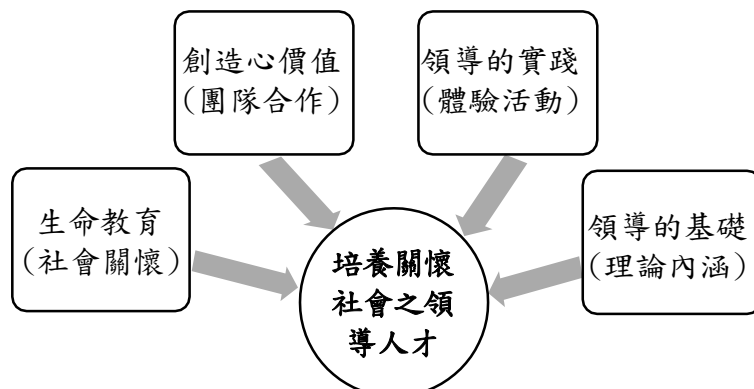 創造心價值
(團隊合作)
領導的實踐
(體驗活動)
生命教育
(社會關懷)
領導的基礎
(理論內涵)
培養關懷
社會之領
導人才